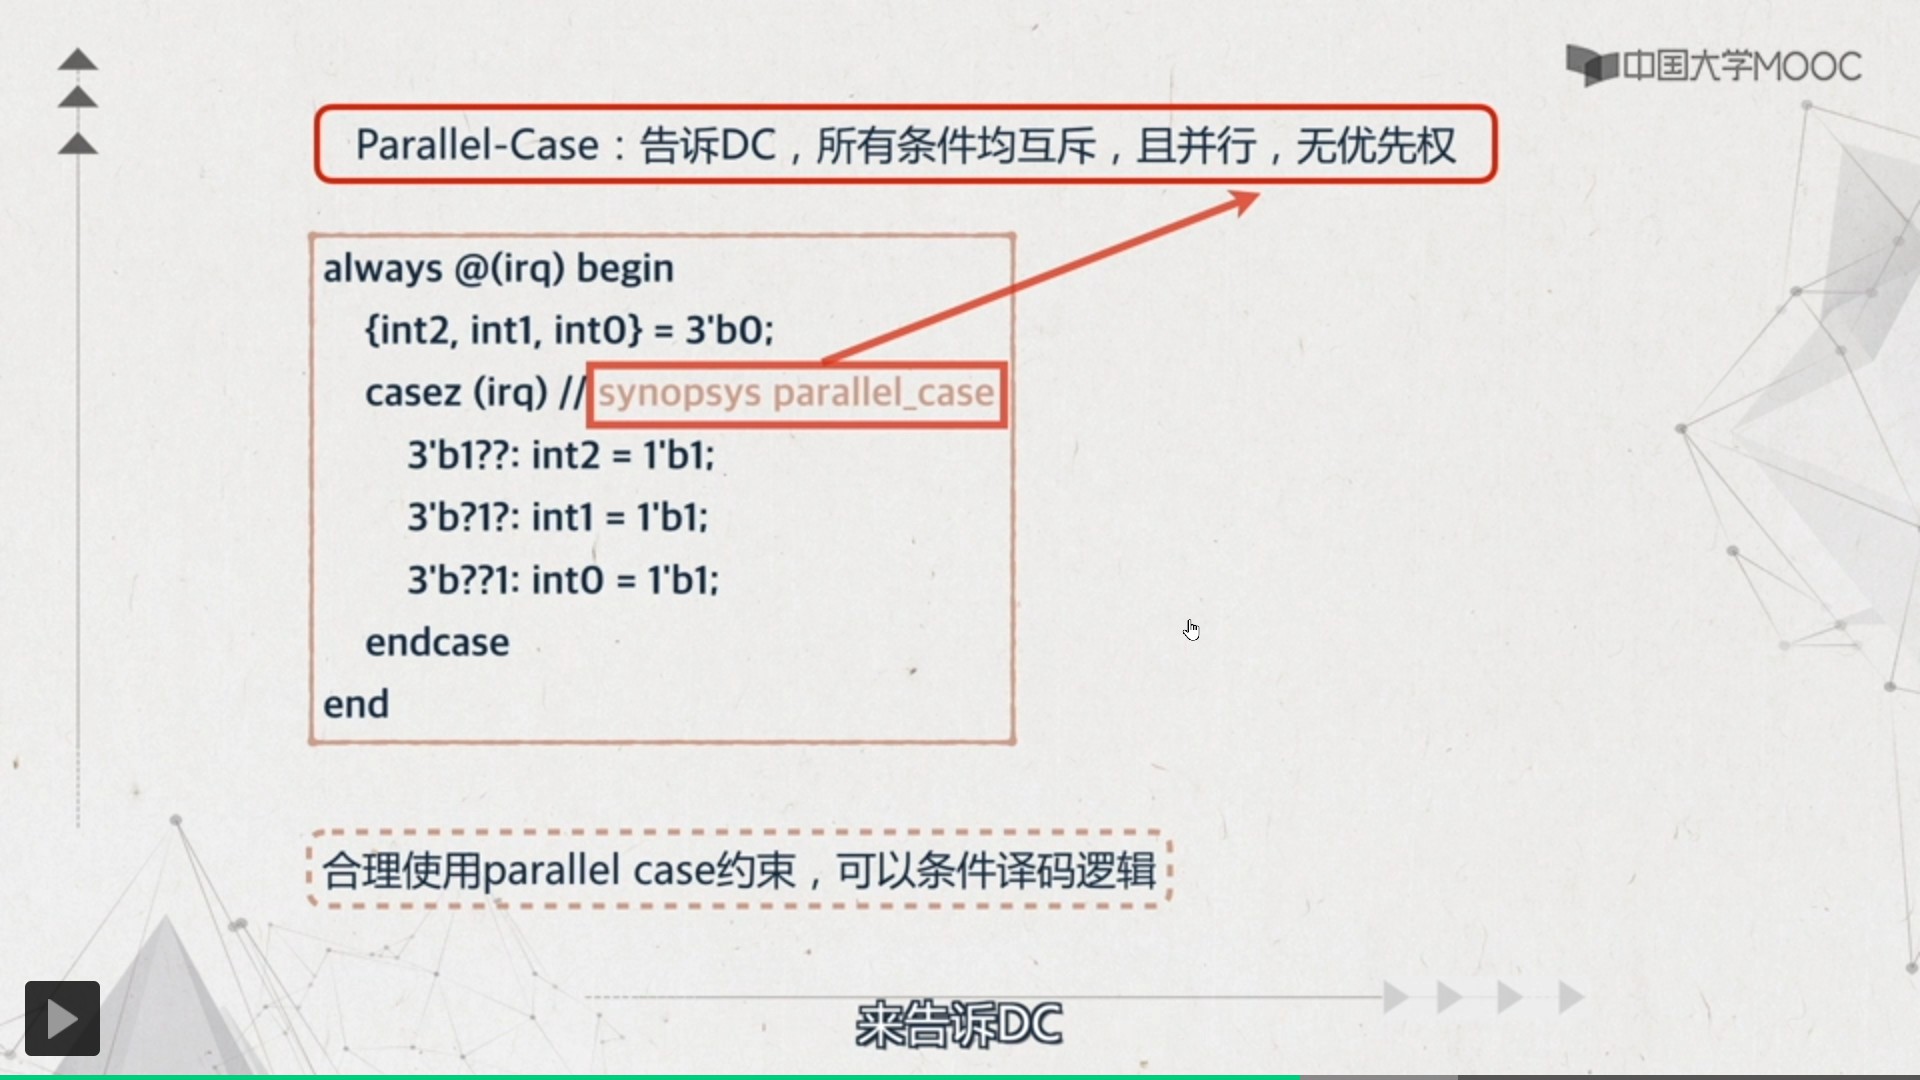 中国大学MOOC
Parallel-Case：告诉DC，所有条件均互斥，且并行，无优先权
always @(irq) begin
{int2, int1, int0} = 3'b0;
casez (irq) //synopsys parallel_case
3'b1??: int2 = 1'b1;
3'b?1?: int1 = 1'b1;
3'b??1: int0 = 1'b1;
endcase
end
合理使用parallel case约束，可以条件译码逻辑
来告诉DC